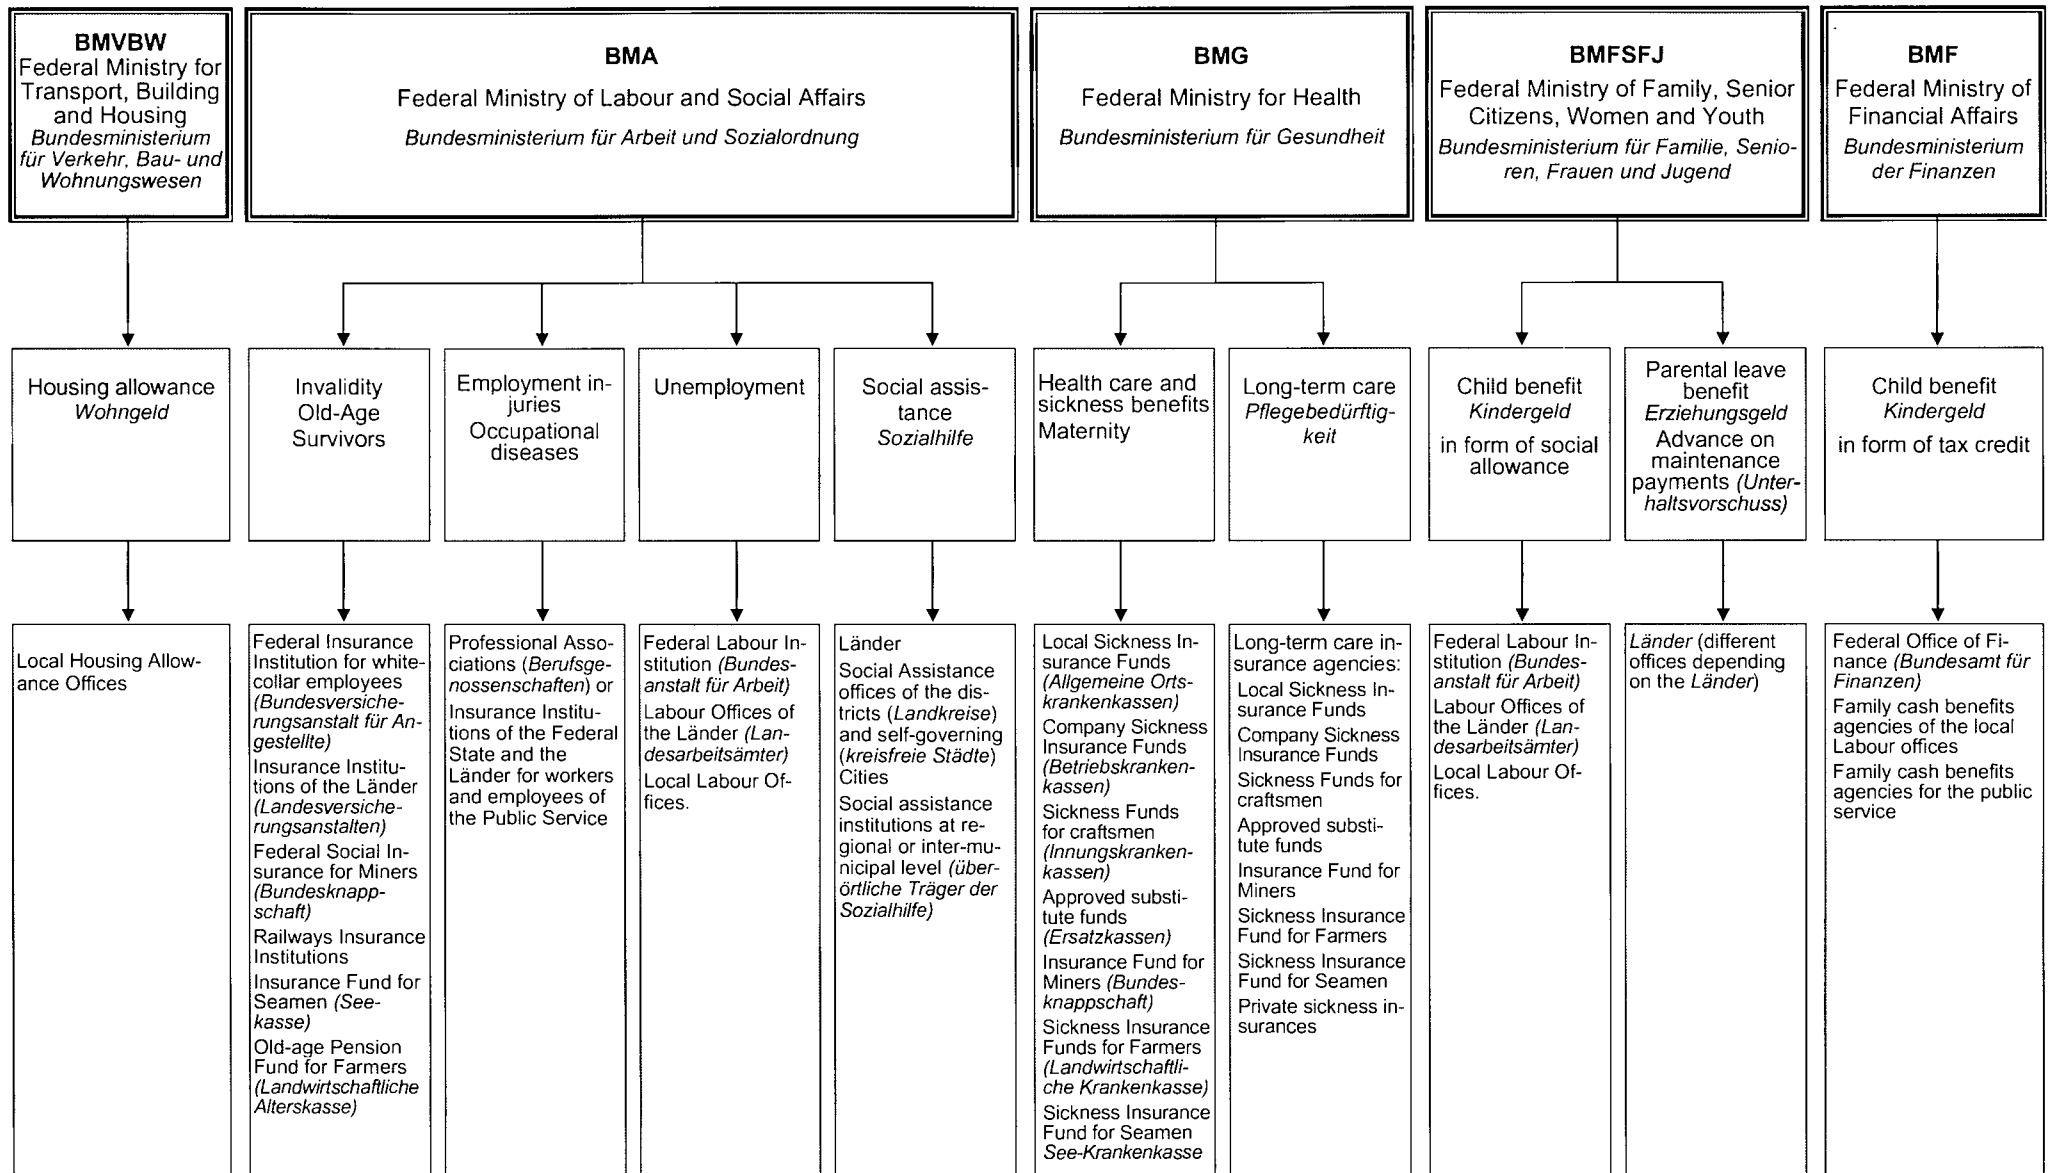 BMVBW
Federal Ministry for
Transport, Building
and Housing
Bundesministerium
für Verkehr, Bau- und
Wohnungswesen
BMA
Federal Ministry of Labour and Social Affairs
Bundesministerium für Arbeit und Sozialordnung
BMG
Federal Ministry for Health
Bundesministerium für Gesundheit
BMFSFJ
Federal Ministry of Family, Senior
Citizens, Women and Youth
Bundesministerium für Familie, Senio-
ren, Frauen und Jugend
BMF
Federal Ministry of
Financial Affairs
Bundesministerium
der Finanzen
Housing allowance
Wohngeld
Invalidity
Old-Age
Survivors
Employment in-
juries
Occupational
diseases
Unemployment
Social assis-
tance
Sozialhilfe
Health care and
sickness benefits
Maternity
Long-term care
Pflegebedürftig-
keit
Child benefit
Kindergeld
in form of social
allowance
Parental leave
benefit
Erziehungsgeld
Advance on
maintenance
payments (Unter-
haltsvorschuss)
Child benefit
Kindergeld
in form of tax credit
Local Housing Allow-
ance Offices
Federal Insurance
Institution for white-
collar employees
(Bundesversiche-
rungsanstalt für An-
gestellte)
Insurance Institu-
tions of the Länder
(Landesversiche-
rungsanstalten)
Federal Social In-
surance for Miners
(Bundesknapp-
schaft)
Railways Insurance
Institutions
Insurance Fund for
Seamen (See-
kasse)
Old-age Pension
Fund for Farmers
(Landwirtschaftliche
Alterskasse)
Professional Asso-
ciations (Berufsge-
nossenschaften) or
Insurance Institu-
tions of the Federal
State and the
Länder for workers
and employees of
the Public Service
Federal Labour In-
stitution (Bundes-
anstalt für Arbeit)
Labour Offices of
the Länder (Lan-
desarbeitsämter)
Local Labour Of-
fices.
Länder
Social Assistance
offices of the dis-
tricts (Landkreise)
and self-governing
(kreisfreie Städte)
Cities
Social assistance
institutions at re-
gional or inter-mu-
nicipal level (über-
örtliche Träger der
Sozialhilfe)
Local Sickness In-
surance Funds
(Allgemeine Orts-
krankenkassen)
Company Sickness
Insurance Funds
(Betriebskranken-
kassen)
Sickness Funds
for craftsmen
(Innungskranken-
kassen)
Approved substi-
tute funds
(Ersatzkassen)
Insurance Fund for
Miners (Bundes-
knappschaft)
Sickness Insurance
Funds for Farmers
(Landwirtschaftli-
che Krankenkasse)
Sickness Insurance
Fund for Seamen
See-Krankenkasse
Long-term care in-
surance agencies:
Local Sickness In-
surance Funds
Company Sickness
Insurance Funds
Sickness Funds for
craftsmen
Approved substi-
tute funds
Insurance Fund for
Miners
Sickness Insurance
Fund for Farmers
Sickness Insurance
Fund for Seamen
Private sickness in-
surances
Federal Labour In-
stitution (Bundes-
anstalt für Arbeit)
Labour Offices of
the Länder (Lan-
desarbeitsämter)
Local Labour Of-
fices.
Länder (different
offices depending
on the Länder)
Federal Office of Fi-
nance (Bundesamt für
Finanzen)
Family cash benefits
agencies of the local
Labour offices
Family cash benefits
agencies for the public
service